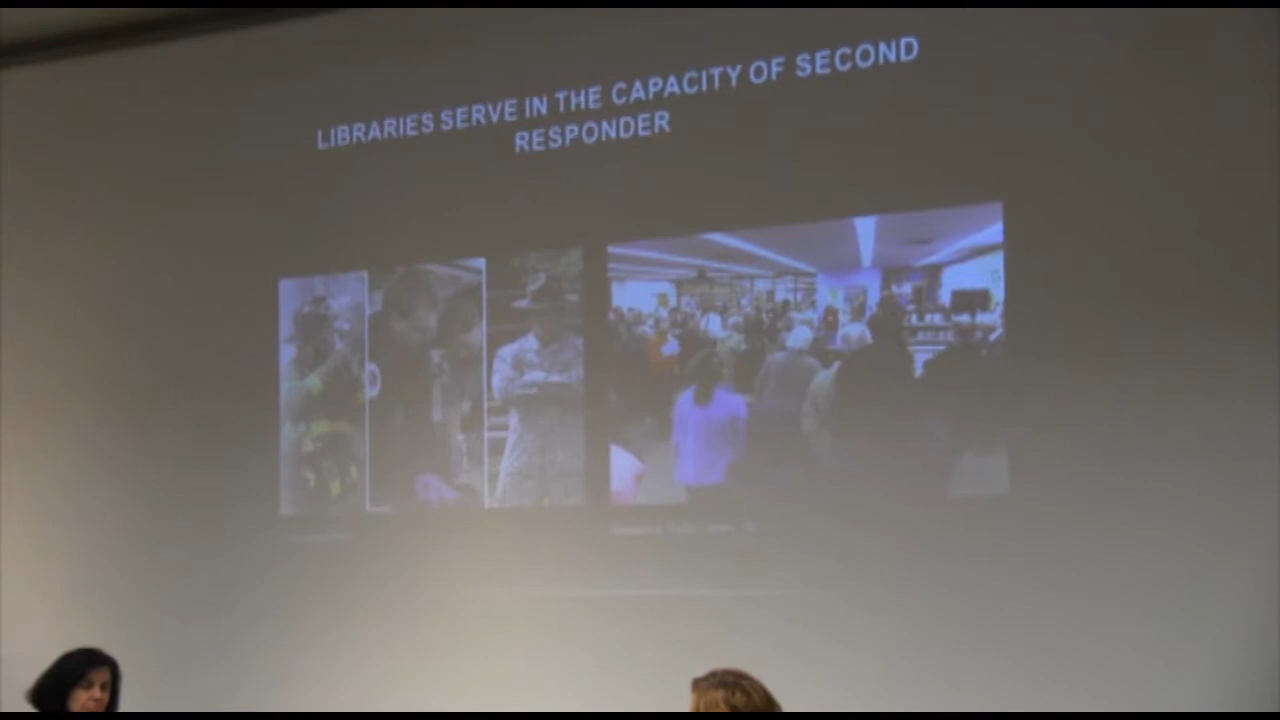 LIBRARIES SERVE IN THE CAPACITY OF SECOND
RESPONDER